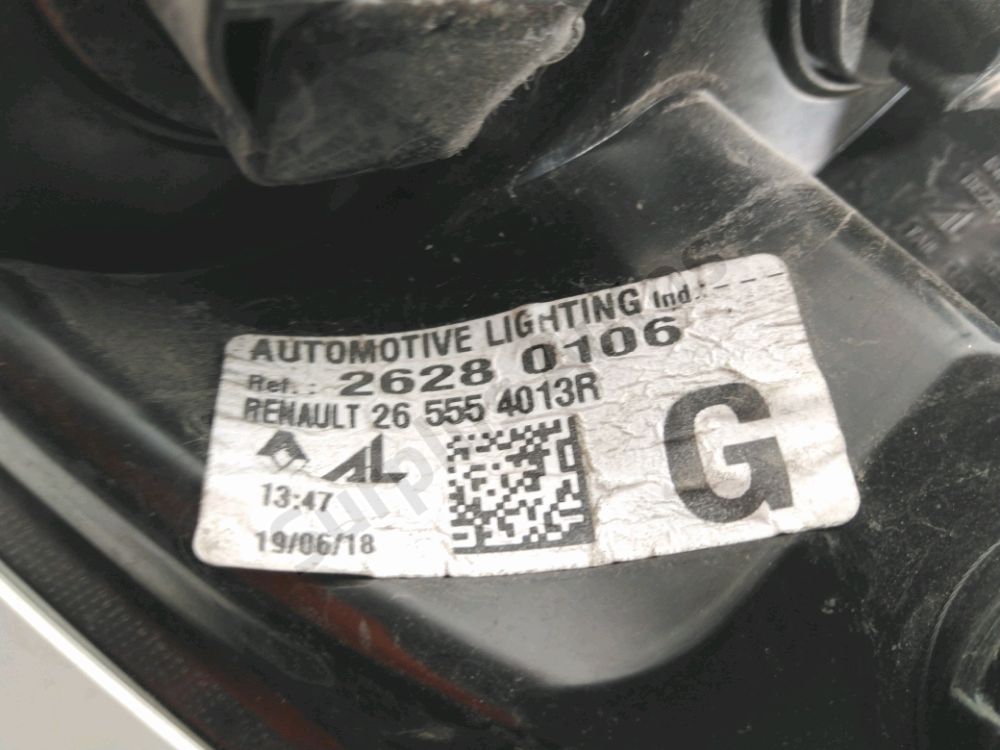 AUTOMOTIVE LIGHTING Ind.:---
Ref.: 2628 0106
RENAULT 26 555 4013R
AL
G
13:47
19/06/18